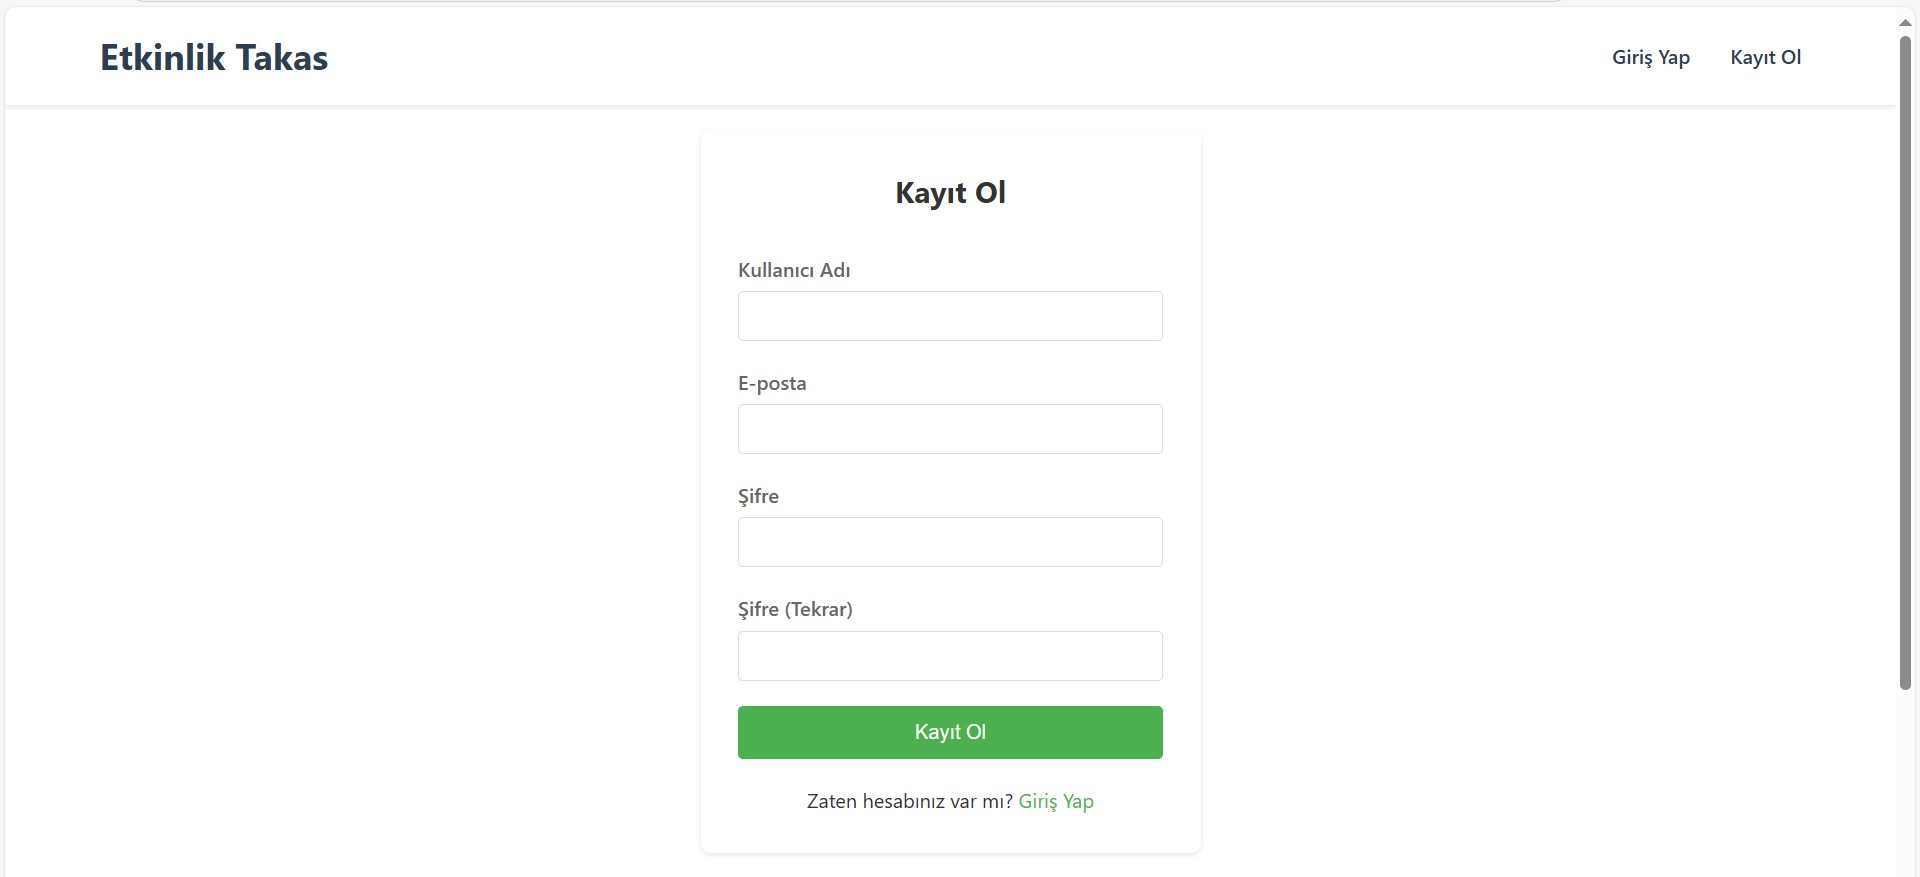 Etkinlik Takas
Giriş Yap
Kayıt Ol
Kayıt Ol
Kullanıcı Adı
E-posta
Şifre
Şifre (Tekrar)
Kayıt Ol
Zaten hesabınız var mı? Giriş Yap